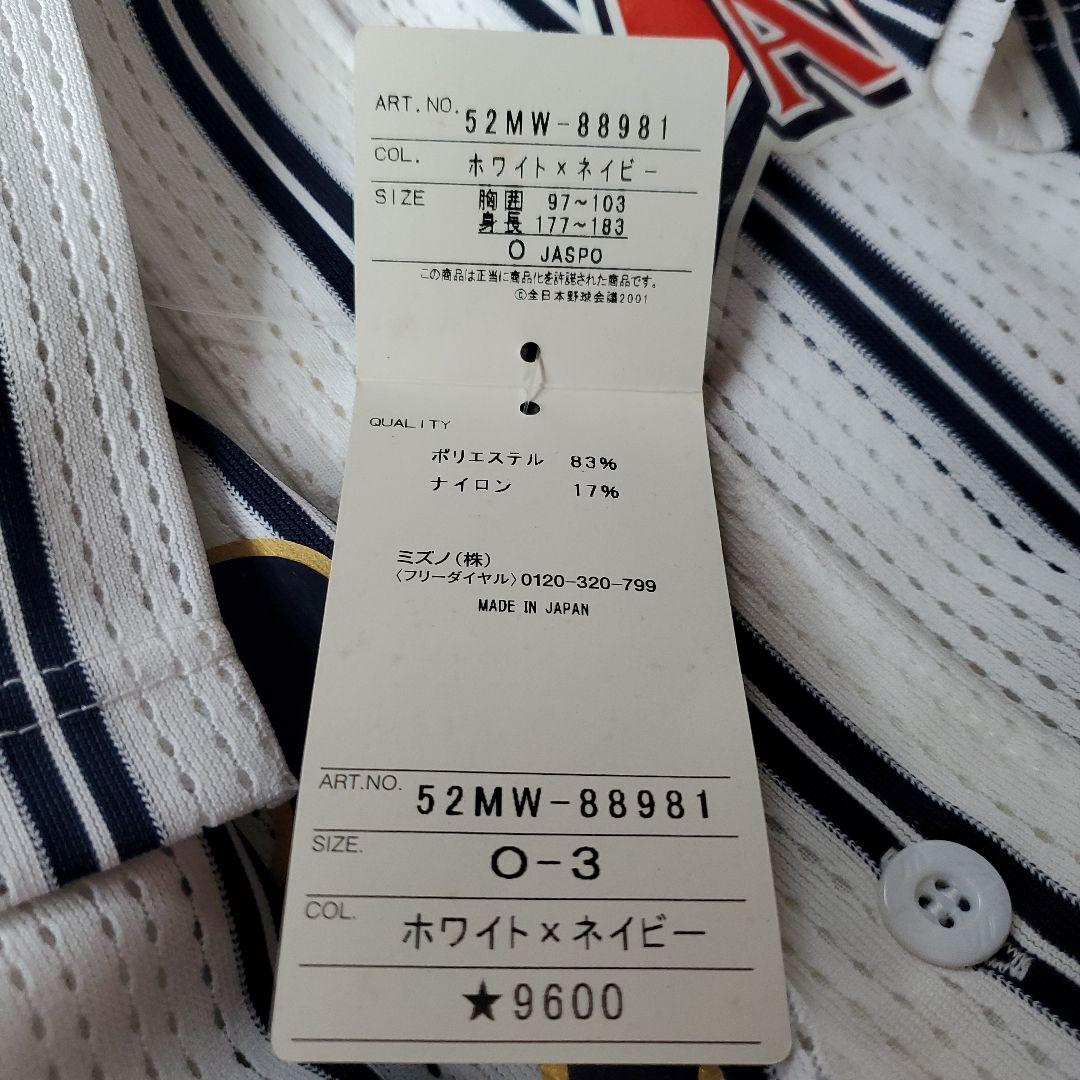 A
ART.NO. 52MW-88981
COL. ホワイト×ネイビー
SIZE 胸囲 97~103
身長 177~183
O JASPO
この商品は正当に商品化を許諾された商品です。
©全日本野球会議2001
QUALITY
ポリエステル 83%
ナイロン 17%
ミズノ(株)
〈フリーダイヤル〉0120-320-799
MADE IN JAPAN
ART.NO. 52MW-88981
SIZE. O-3
COL. ホワイト×ネイビー
★9600